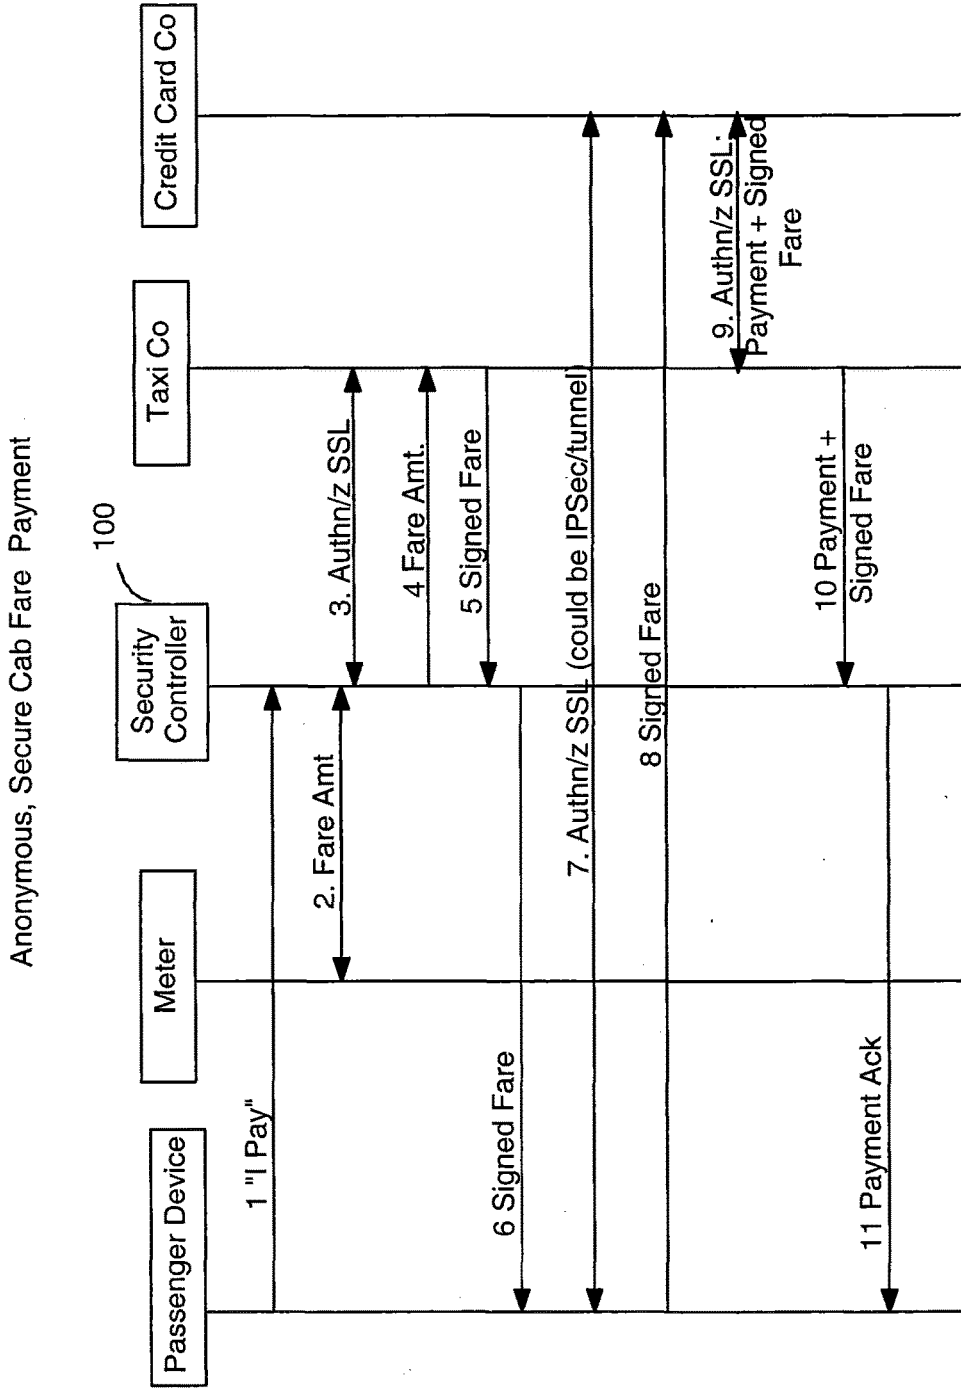 Anonymous, Secure Cab Fare Payment
100
Passenger Device
Meter
Security
Controller
Taxi Co
Credit Card Co
1 "I Pay"
2. Fare Amt
3. Authn/z SSL
4 Fare Amt.
5 Signed Fare
6 Signed Fare
7. Authn/z SSL (could be IPSec/tunnel)
8 Signed Fare
9. Authn/z SSL:
Payment + Signed
Fare
10 Payment +
Signed Fare
11 Payment Ack